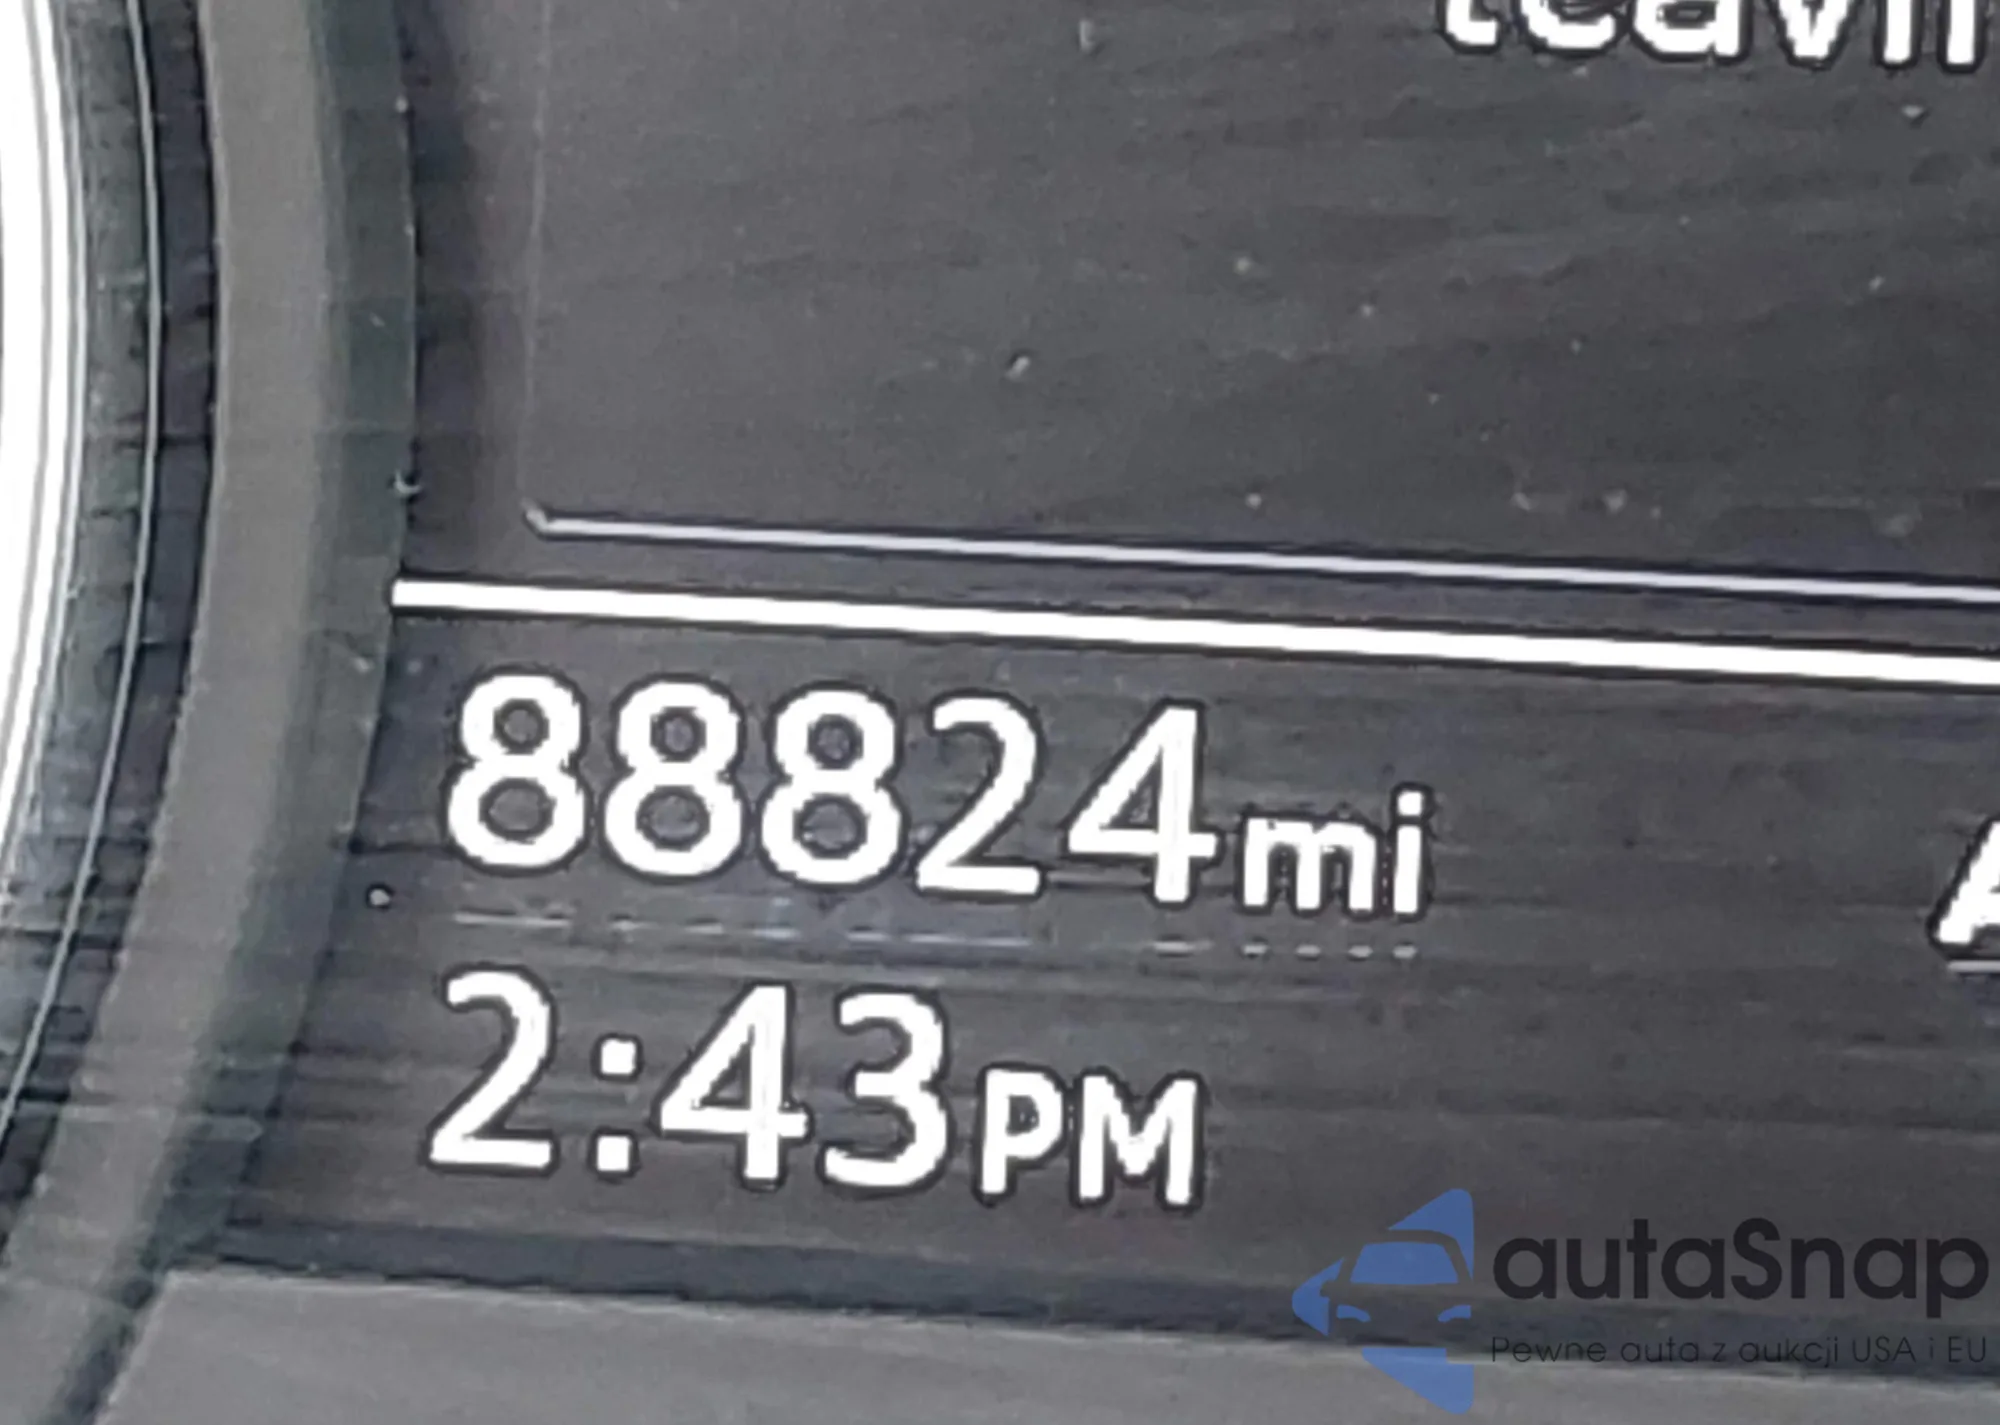 88824mi
2:43PM
autaSnap
Pewne auta z aukcji USA i EU